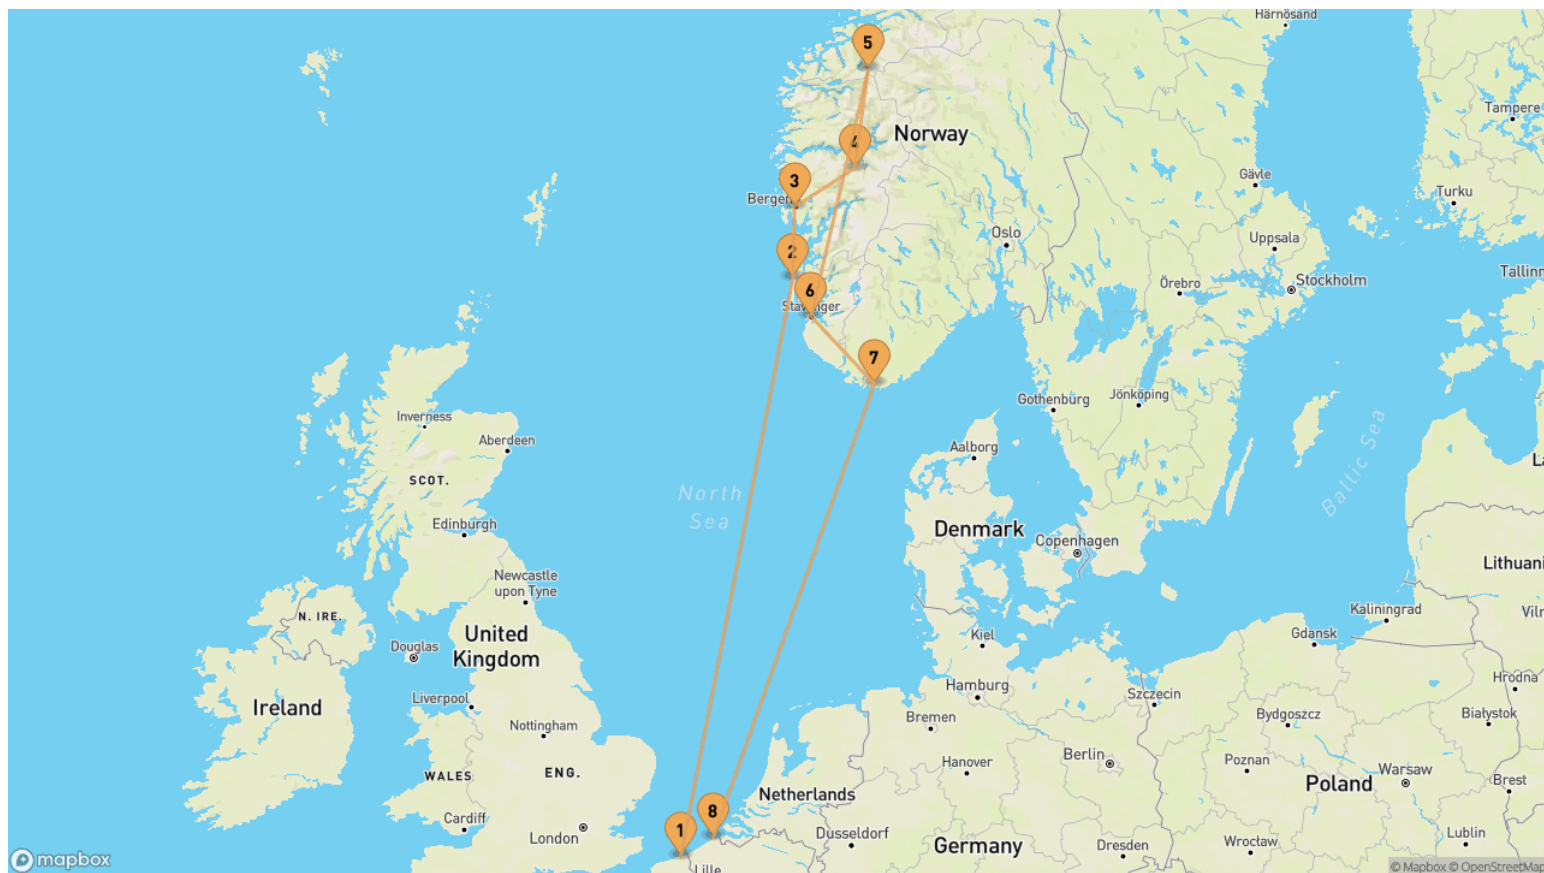 Härnösand
5
Tampere
Norway
4
Gävle
3
Turku
Bergen
Oslo
Uppsala
2
Tallinn
Örebro
Stockholm
6
Stavanger
7
Jönköping
Gothenburg
Inverness
Aberdeen
Aalborg
Baltic Sea
SCOT.
North
Sea
Edinburgh
Denmark
Copenhagen
Lithuani
Newcastle
upon Tyne
Kaliningrad
Viln
N. IRE.
United
Kingdom
Kiel
Gdansk
Douglas
Hamburg
Hrodna
Liverpool
Szczecin
Ireland
Bremen
Bydgoszcz
Białystok
Nottingham
Berlin
Hanover
Poznan
Warsaw
WALES
ENG.
Poland
Brest
Netherlands
8
Cardiff
1
London
Dusseldorf
Lublin
Germany
Dresden
Wrocław
mapbox
Lille
© Mapbox © OpenStreetMap